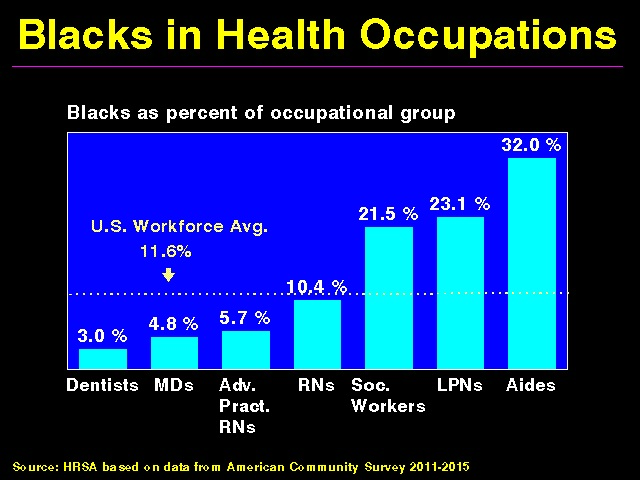 Blacks in Health Occupations
Blacks as percent of occupational group
32.0 %
23.1 %
21.5 %
U.S. Workforce Avg.
11.6%
10.4 %
5.7 %
4.8 %
3.0 %
Dentists MDs Adv. Pract. RNs RNs Soc. Workers LPNs Aides
Source: HRSA based on data from American Community Survey 2011-2015